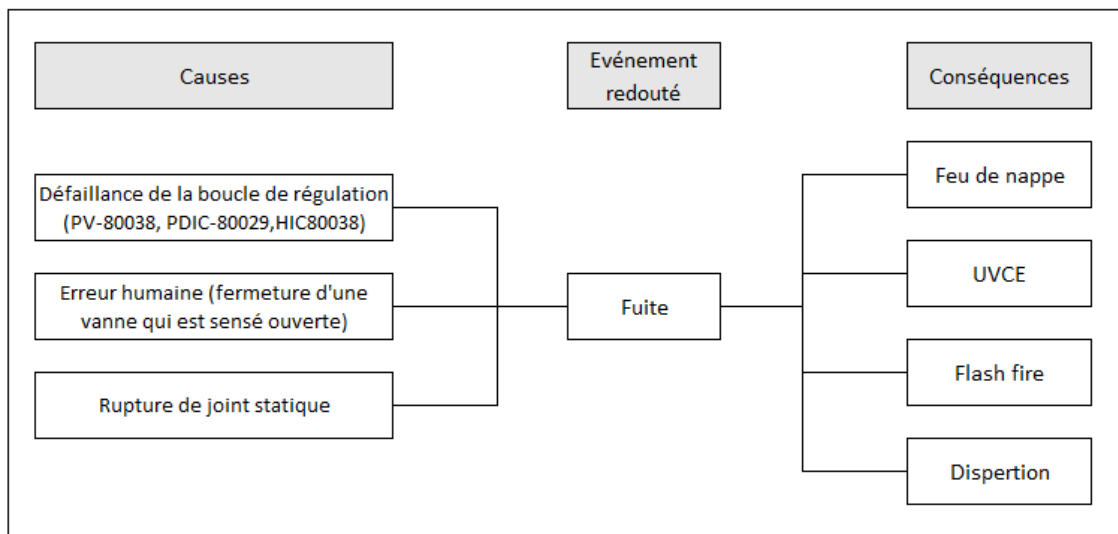 Causes
Evénement
redouté
Conséquences
Défaillance de la boucle de régulation
(PV-80038, PDIC-80029,HIC80038)
Erreur humaine (fermeture d'une
vanne qui est sensé ouverte)
Rupture de joint statique
Fuite
Feu de nappe
UVCE
Flash fire
Dispertion